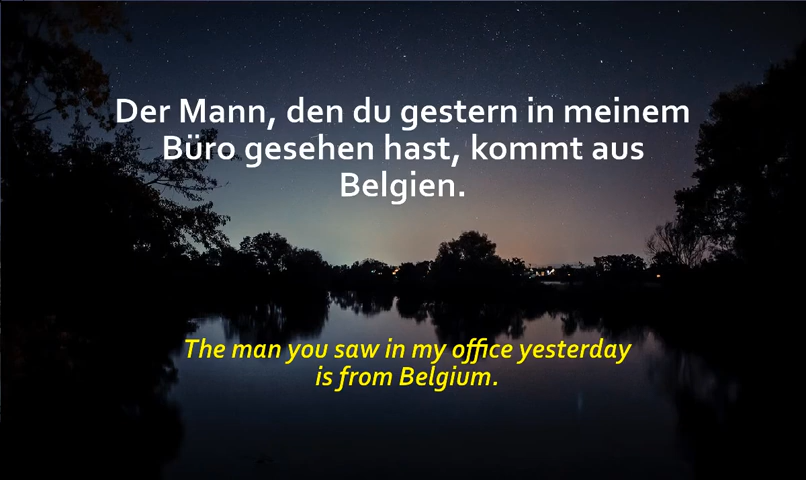 Der Mann, den du gestern in meinem
Büro gesehen hast, kommt aus
Belgien.
The man you saw in my office yesterday
is from Belgium.